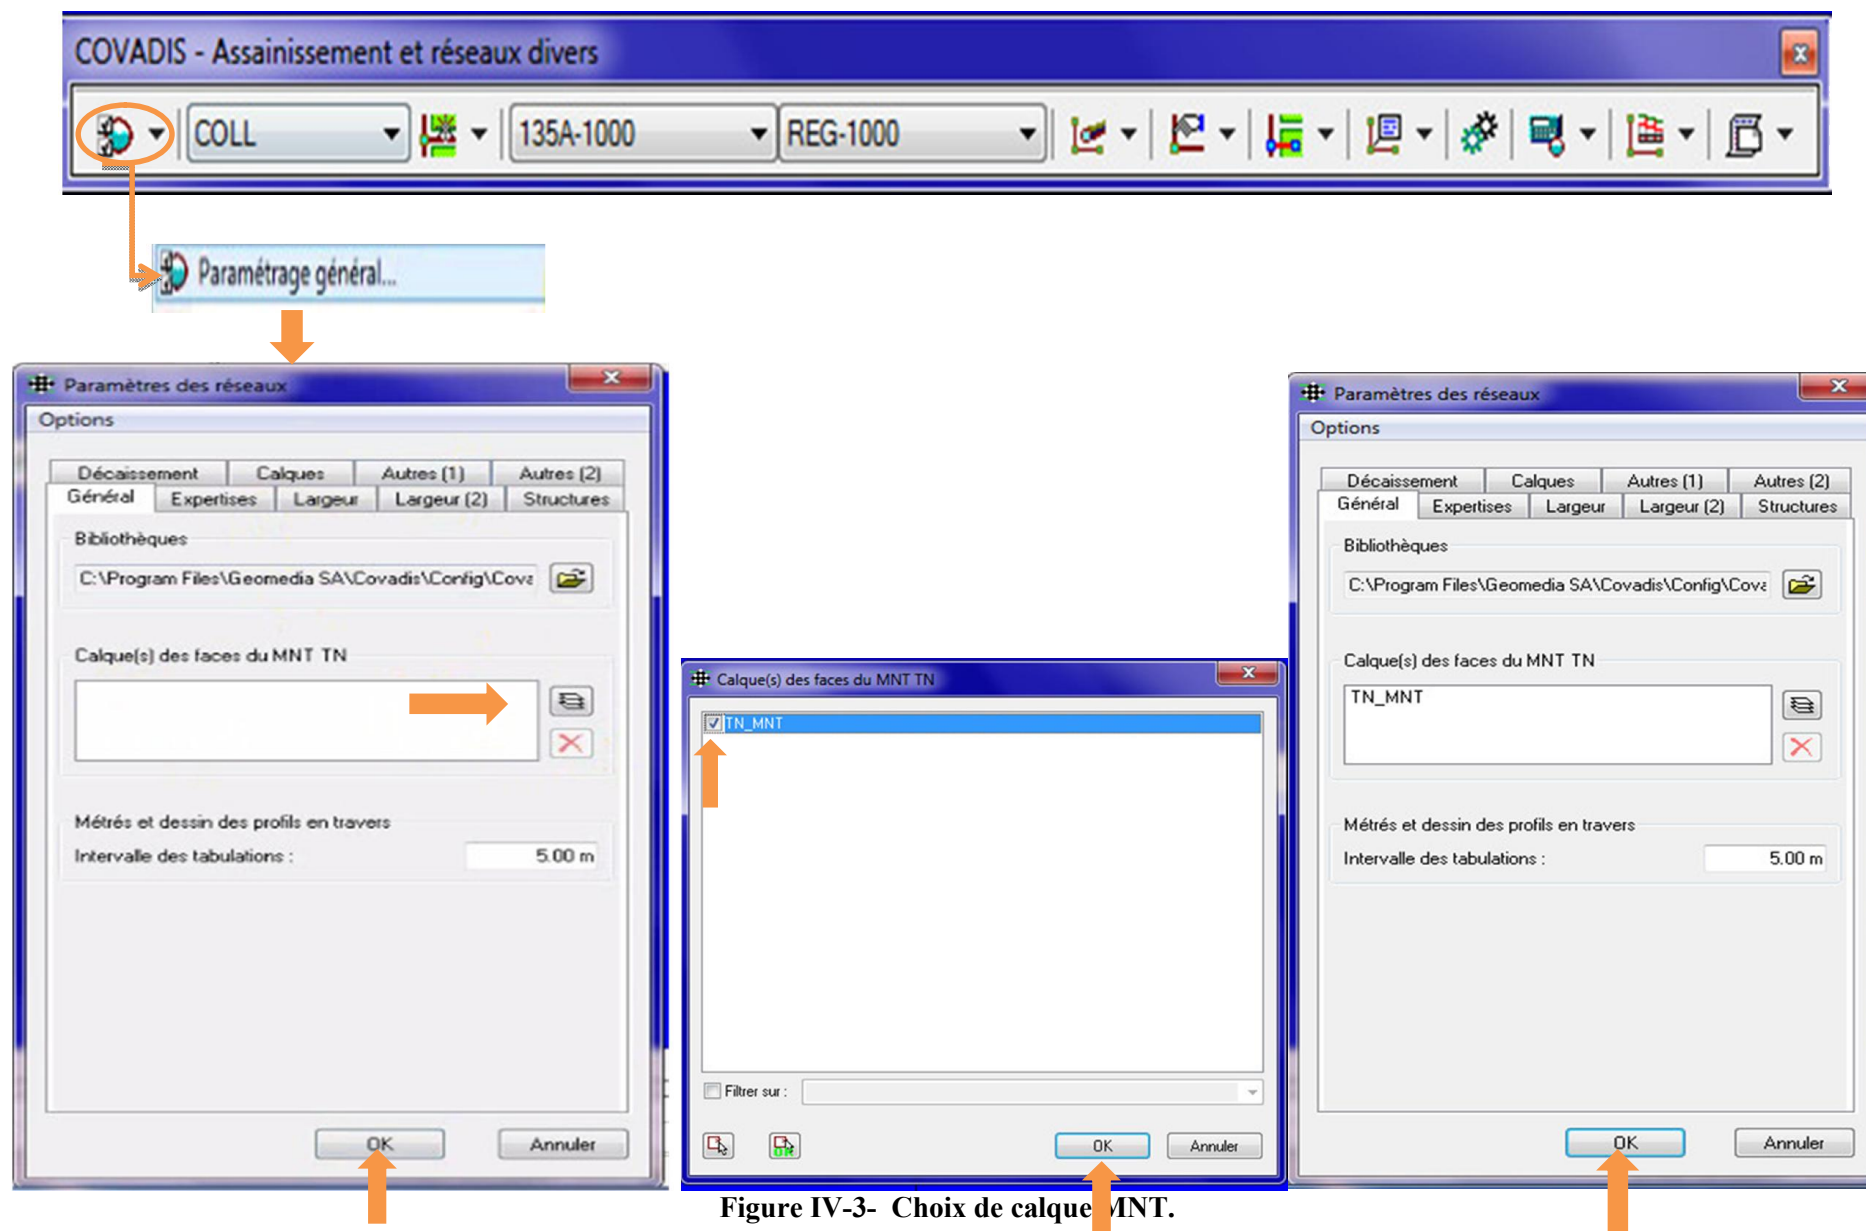 COVADIS - Assainissement et réseaux divers
COLL
135A-1000
REG-1000
Paramétrage général...
Paramètres des réseaux
Options
Décaissement Calques Autres (1) Autres (2)
Général Expertises Largeur Largeur (2) Structures
Bibliothèques
C:\Program Files\Geomedia SA\Covadis\Config\Cova
Calque(s) des faces du MNT TN
Métrés et dessin des profils en travers
Intervalle des tabulations : 5.00 m
OK Annuler
Calque(s) des faces du MNT TN
TN_MNT
Filtrer sur :
OK Annuler
Paramètres des réseaux
Options
Décaissement Calques Autres (1) Autres (2)
Général Expertises Largeur Largeur (2) Structures
Bibliothèques
C:\Program Files\Geomedia SA\Covadis\Config\Cova
Calque(s) des faces du MNT TN
TN_MNT
Métrés et dessin des profils en travers
Intervalle des tabulations : 5.00 m
OK Annuler
Figure IV-3- Choix de calque MNT.